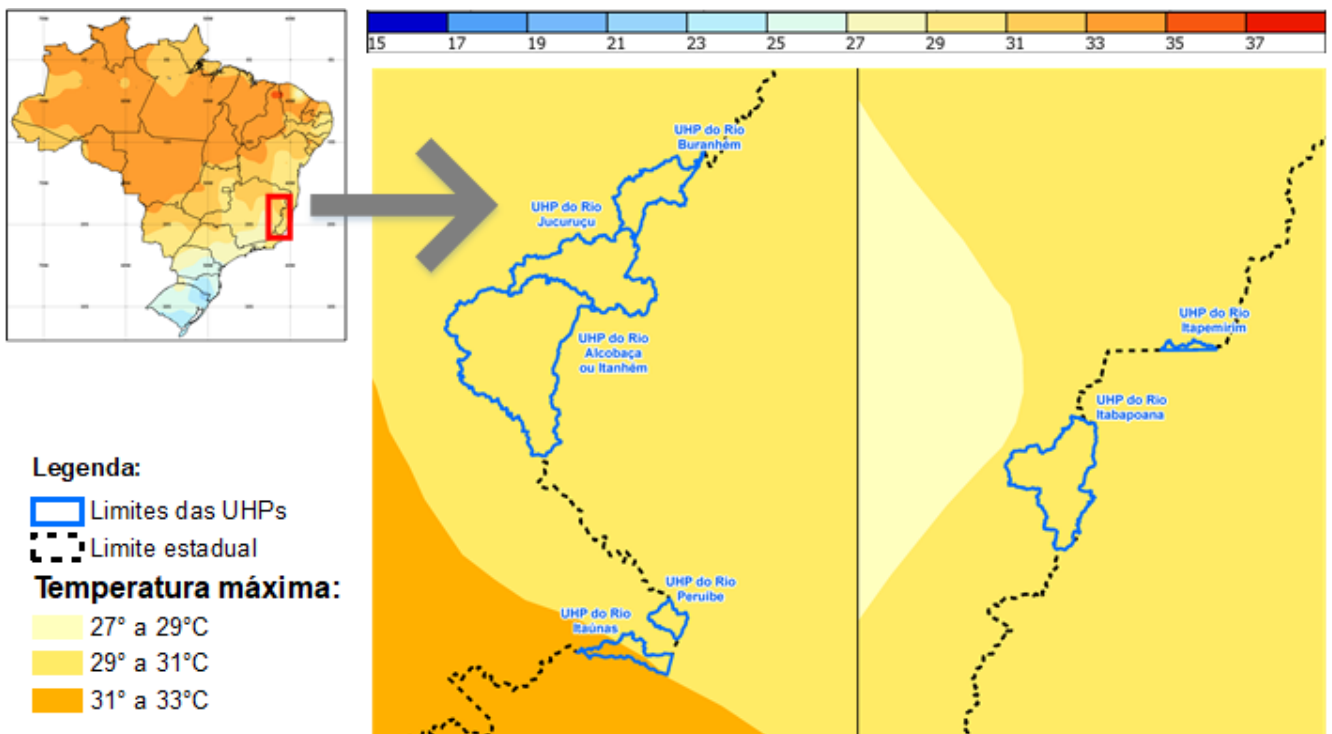 15 17 19 21 23 25 27 29 31 33 35 37
UHP do Rio
Buranhém
UHP do Rio
Jucuruçu
UHP do Rio
Alcobaça
ou Itanhém
UHP do Rio
Peruíbe
UHP do Rio
Itaúnas
UHP do Rio
Itapemirim
UHP do Rio
Itabapoana
Legenda:
Limites das UHPs
Limite estadual
Temperatura máxima:
27° a 29°C
29° a 31°C
31° a 33°C